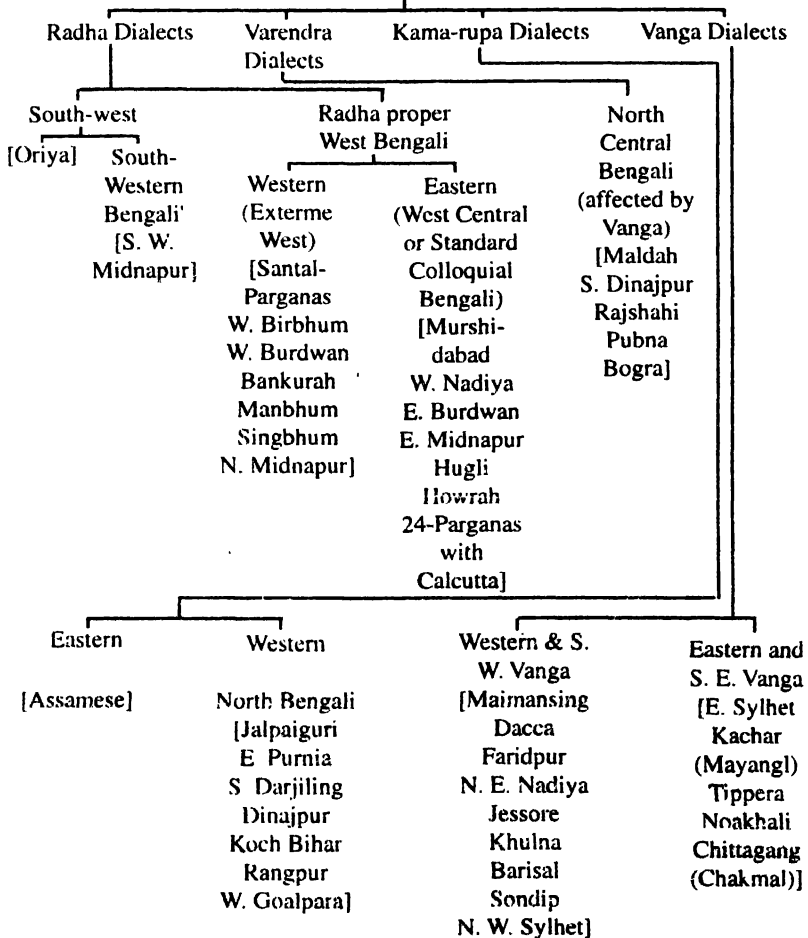 Radha Dialects
Varendra
Dialects
Kama-rupa Dialects
Vanga Dialects
South-west
[Oriya]
South-
Western
Bengali'
[S. W.
Midnapur]
Radha proper
West Bengali
Western
(Exterme
West)
[Santal-
Parganas
W. Birbhum
W. Burdwan
Bankurah
Manbhum
Singbhum
N. Midnapur]
Eastern
(West Central
or Standard
Colloquial
Bengali)
[Murshi-
dabad
W. Nadiya
E. Burdwan
E. Midnapur
Hugli
Howrah
24-Parganas
with
Calcutta]
North
Central
Bengali
(affected by
Vanga)
[Maldah
S. Dinajpur
Rajshahi
Pubna
Bogra]
Eastern
[Assamese]
Western
North Bengali
[Jalpaiguri
E Purnia
S Darjiling
Dinajpur
Koch Bihar
Rangpur
W. Goalpara]
Western & S.
W. Vanga
[Maimansing
Dacca
Faridpur
N. E. Nadiya
Jessore
Khulna
Barisal
Sondip
N. W. Sylhet]
Eastern and
S. E. Vanga
[E. Sylhet
Kachar
(Mayangl)
Tippera
Noakhali
Chittagang
(Chakmal)]